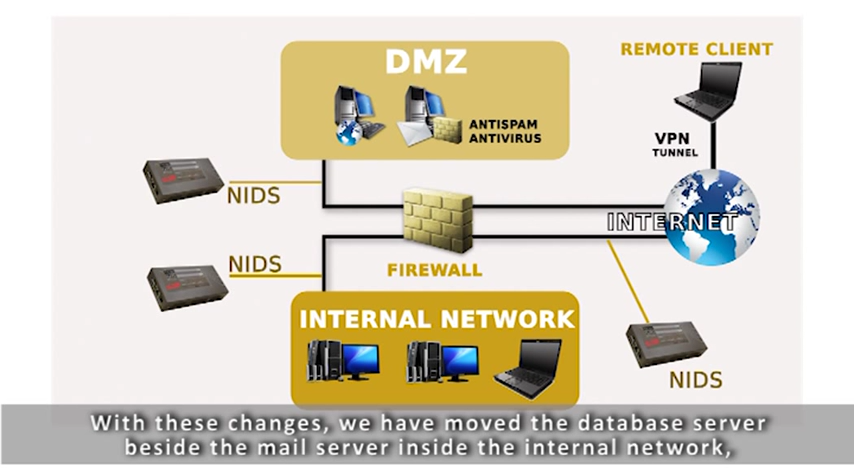 DMZ
REMOTE CLIENT
ANTISPAM
ANTIVIRUS
VPN
TUNNEL
NIDS
INTERNET
NIDS
FIREWALL
INTERNAL NETWORK
NIDS
With these changes, we have moved the database server
beside the mail server inside the internal network,